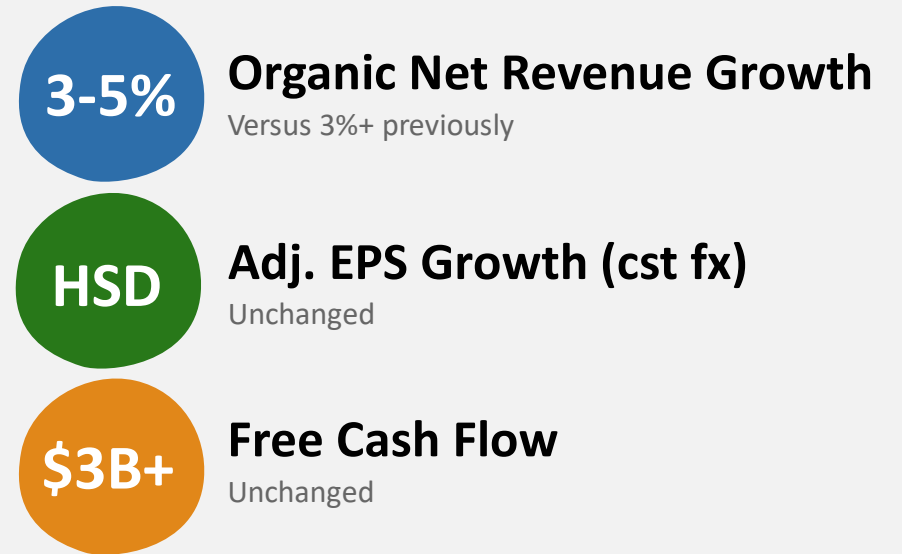 3-5%
Organic Net Revenue Growth
Versus 3%+ previously
HSD
Adj. EPS Growth (cst fx)
Unchanged
$3B+
Free Cash Flow
Unchanged